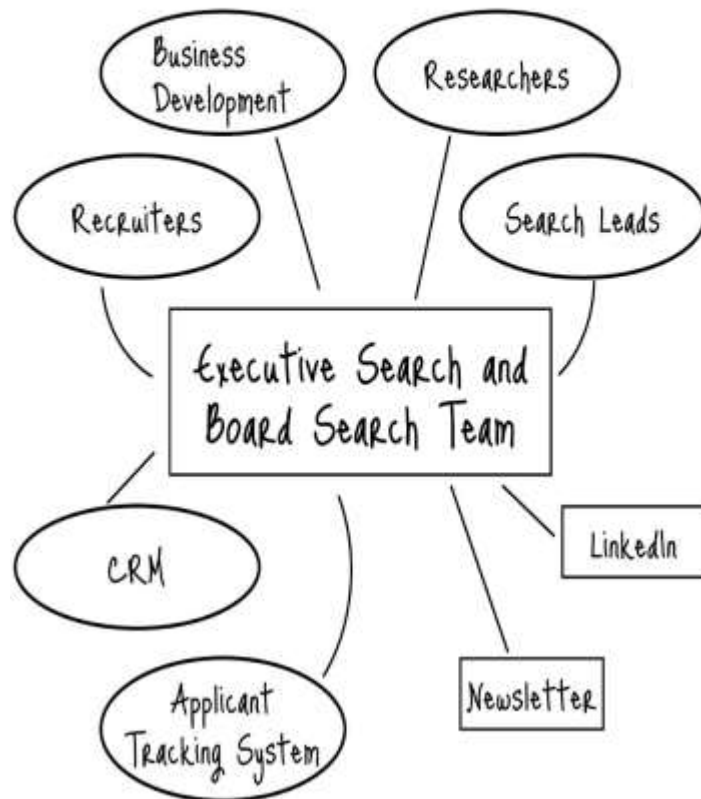 Business
Development
Researchers
Recruiters
Search Leads
Executive Search and
Board Search Team
CRM
LinkedIn
Applicant
Tracking System
Newsletter